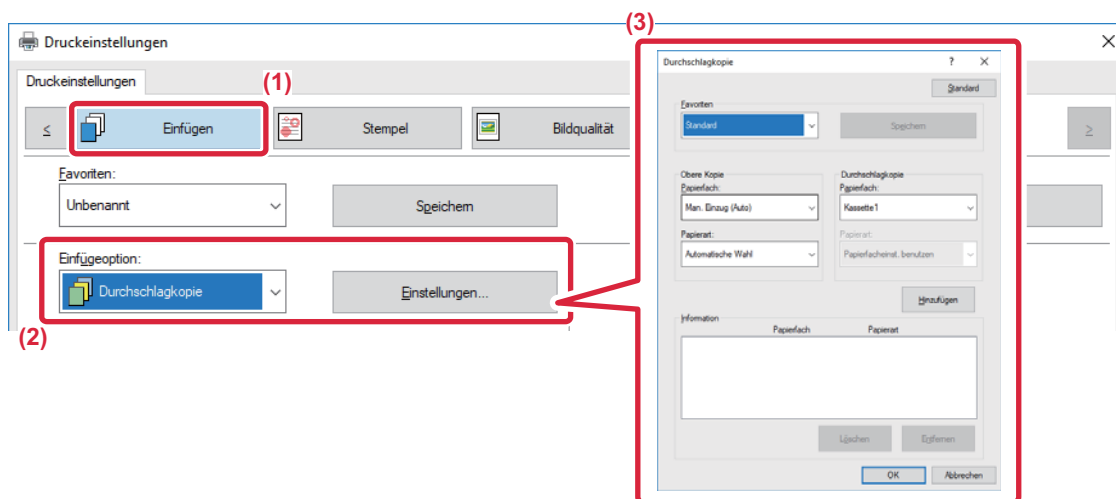 (3)
Druckeinstellungen
Druckeinstellungen
(1)
≤ Einfügen Stempel Bildqualität ≥
Favoriten:
Unbenannt Speichern
Einfügeoption:
Durchschlagkopie Einstellungen...
(2)
Durchschlagkopie ?
Standard
Favoriten
Standard Speichern
Obere Kopie Durchschlagkopie
Papierfach: Papierfach:
Man. Einzug (Auto) Kassette1
Papierart: Papierart:
Automatische Wahl Papierfacheinst. benutzen
Hinzufügen
Information
Papierfach Papierart
Löschen Entfernen
OK Abbrechen